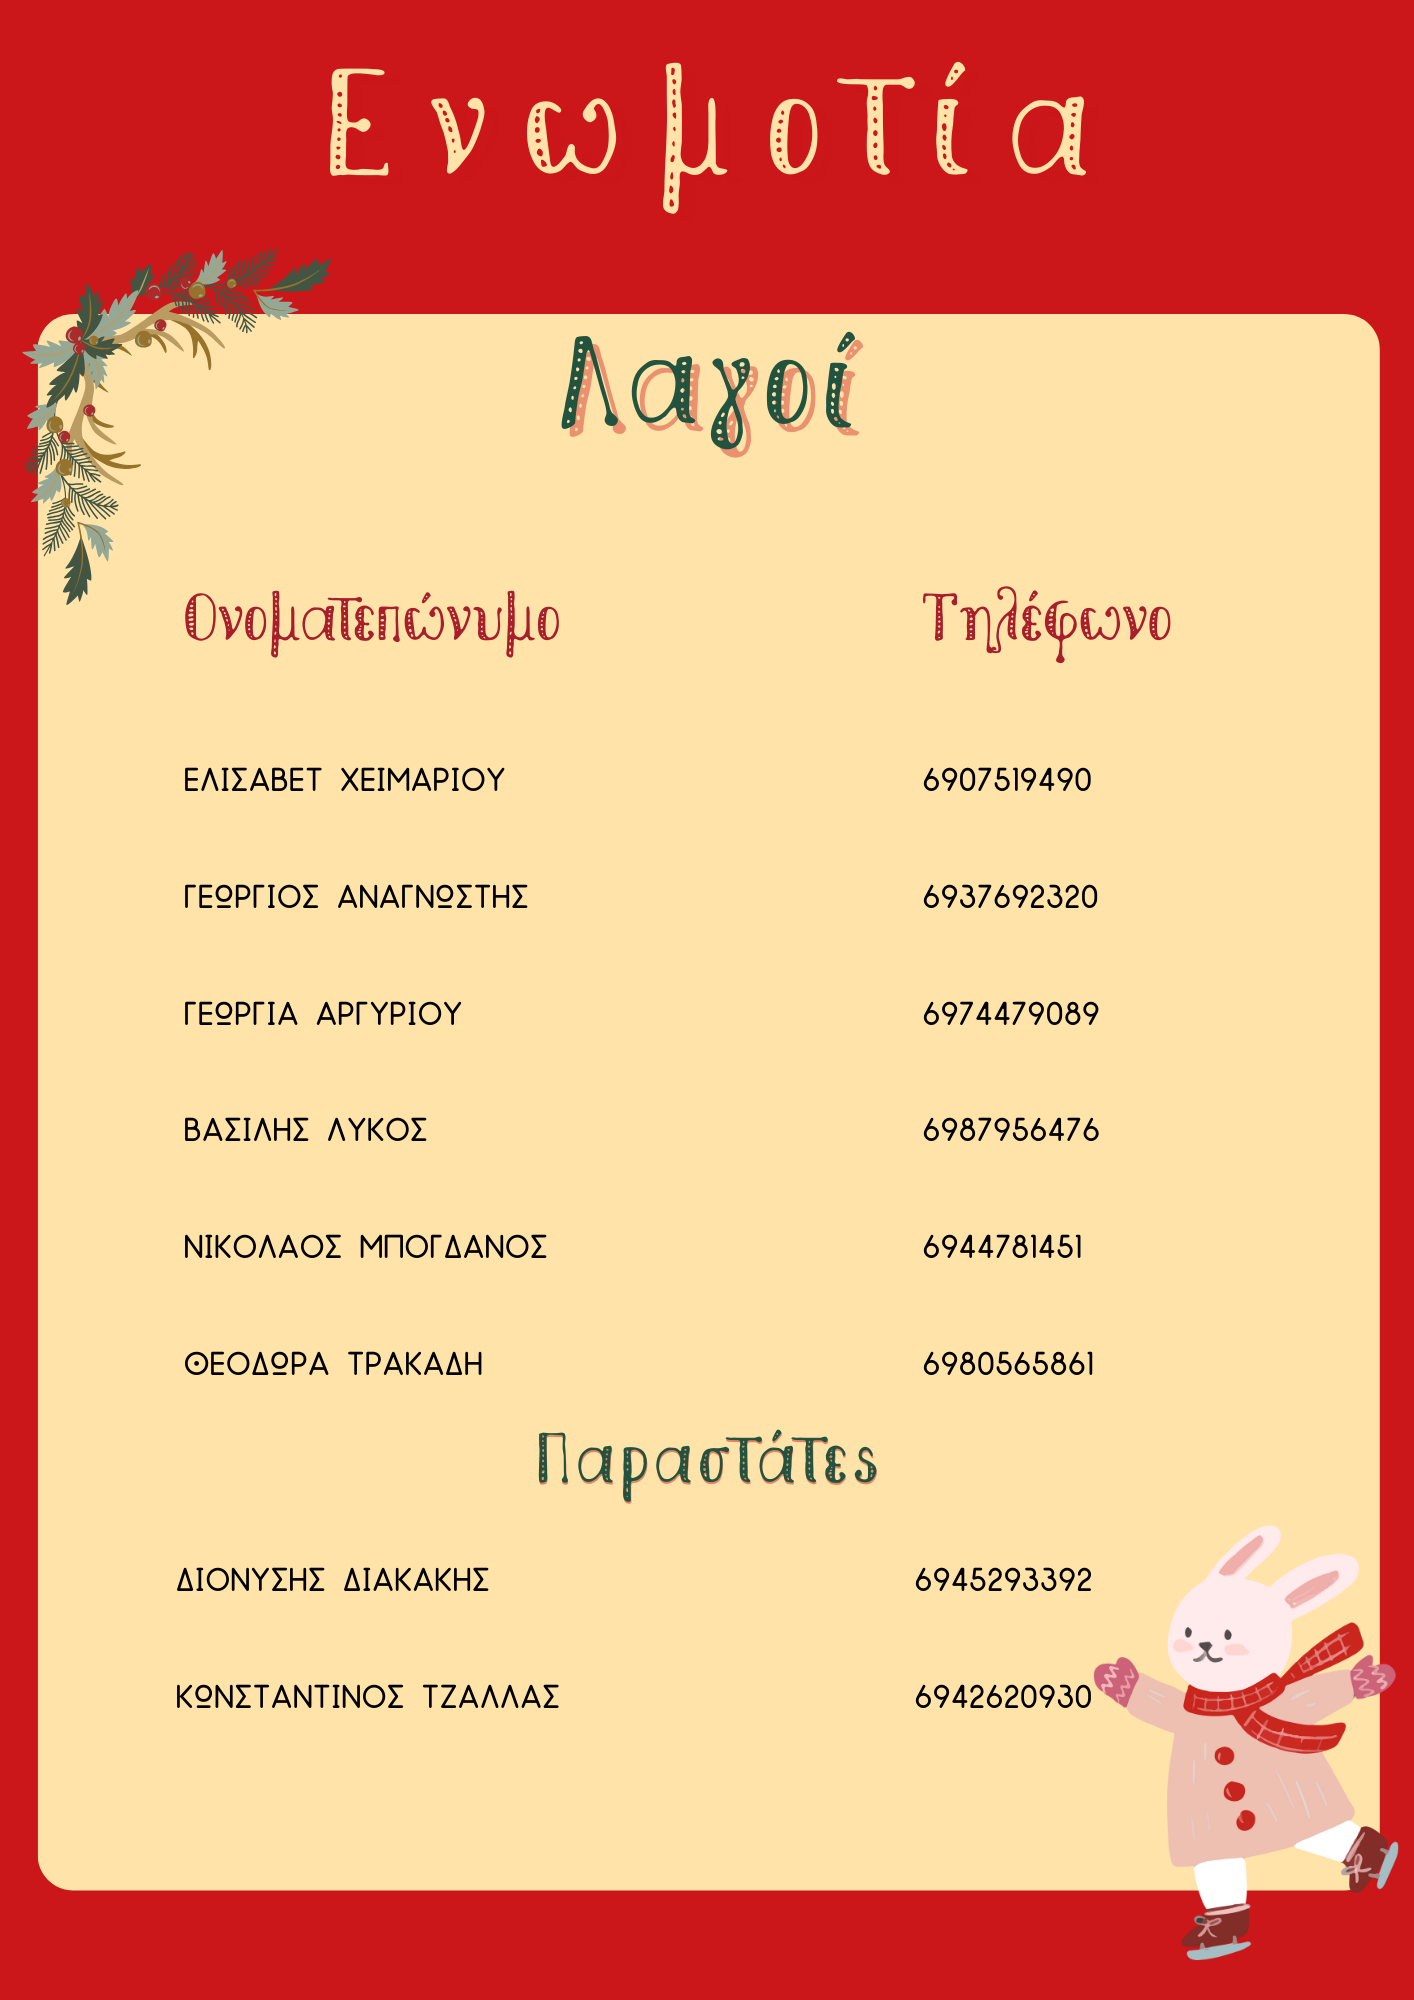 Ενωμοτία
Λαγοί
Ονοματεπώνυμο Τηλέφωνο
ΕΛΙΣΑΒΕΤ ΧΕΙΜΑΡΙΟΥ 6907519490
ΓΕΩΡΓΙΟΣ ΑΝΑΓΝΩΣΤΗΣ 6937692320
ΓΕΩΡΓΙΑ ΑΡΓΥΡΙΟΥ 6974479089
ΒΑΣΙΛΗΣ ΛΥΚΟΣ 6987956476
ΝΙΚΟΛΑΟΣ ΜΠΟΓΔΑΝΟΣ 6944781451
ΘΕΟΔΩΡΑ ΤΡΑΚΑΔΗ 6980565861
Παραστάτες
ΔΙΟΝΥΣΗΣ ΔΙΑΚΑΚΗΣ 6945293392
ΚΩΝΣΤΑΝΤΙΝΟΣ ΤΖΑΛΛΑΣ 6942620930